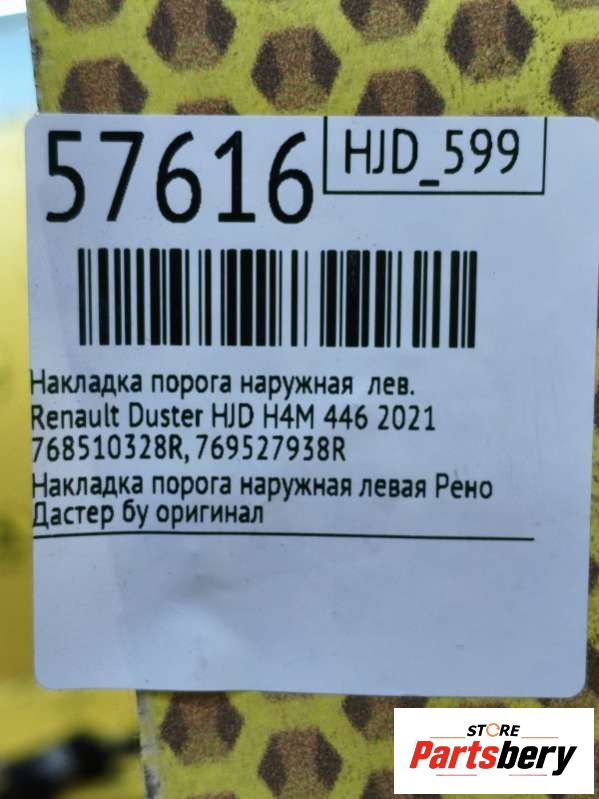 57616
HJD_599
Накладка порога наружная лев.
Renault Duster HJD H4M 446 2021
768510328R, 769527938R
Накладка порога наружная левая Рено
Дастер бу оригинал
STORE
Partsbery